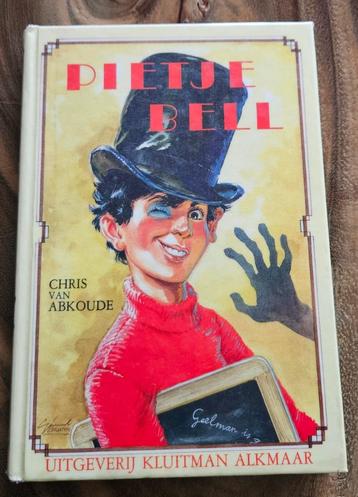 PIETJE
BELL
CHRIS
VAN
ABKOUDE
Geelman is
UITGEVERIJ KLUITMAN ALKMAAR